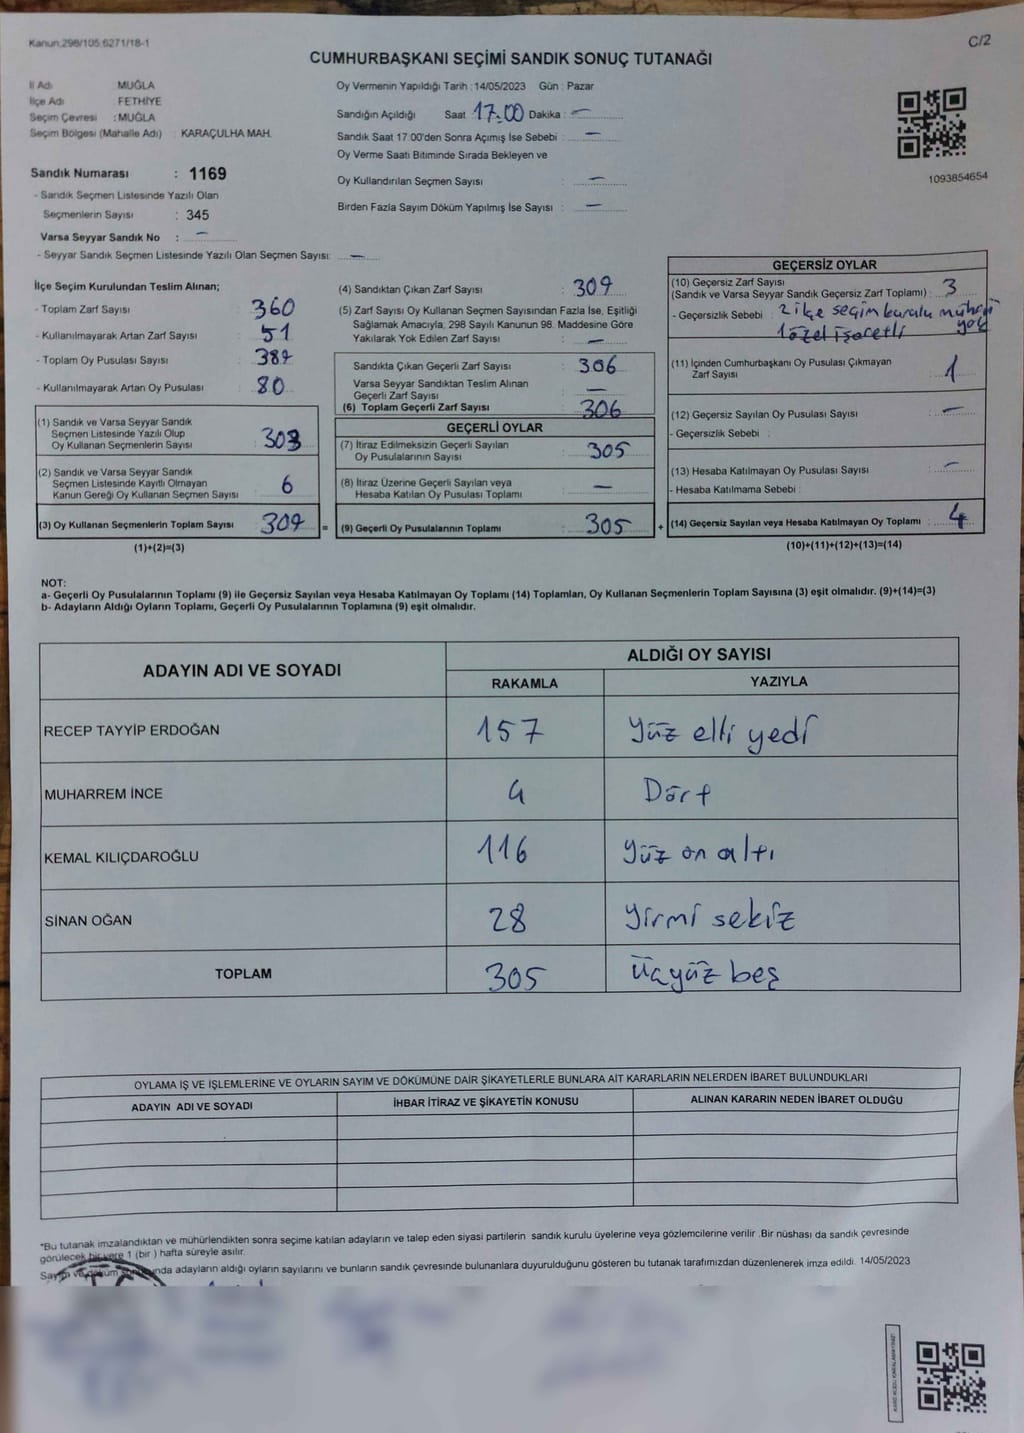 Kanun:298/105,6271/18-1
C/2
CUMHURBAŞKANI SEÇİMİ SANDIK SONUÇ TUTANAĞI
İl Adı : MUĞLA
İlçe Adı : FETHİYE
Seçim Çevresi : MUĞLA
Seçim Bölgesi (Mahalle Adı) : KARAÇULHA MAH.
Sandık Numarası : 1169
- Sandık Seçmen Listesinde Yazılı Olan
Seçmenlerin Sayısı : 345
Varsa Seyyar Sandık No : —
- Seyyar Sandık Seçmen Listesinde Yazılı Olan Seçmen Sayısı: —
Oy Vermenin Yapıldığı Tarih : 14/05/2023 Gün : Pazar
Sandığın Açıldığı Saat 17.00 Dakika : —
Sandık Saat 17.00'den Sonra Açımış İse Sebebi : —
Oy Verme Saati Bitiminde Sırada Bekleyen ve
Oy Kullandırılan Seçmen Sayısı : —
Birden Fazla Sayım Döküm Yapılmış İse Sayısı : —
1093854654
İlçe Seçim Kurulundan Teslim Alınan;
- Toplam Zarf Sayısı : 360
- Kullanılmayarak Artan Zarf Sayısı : 51
- Toplam Oy Pusulası Sayısı : 389
- Kullanılmayarak Artan Oy Pusulası : 80
(1) Sandık ve Varsa Seyyar Sandık
Seçmen Listesinde Yazılı Olup
Oy Kullanan Seçmenlerin Sayısı : 303
(2) Sandık ve Varsa Seyyar Sandık
Seçmen Listesinde Kayıtlı Olmayan
Kanun Gereği Oy Kullanan Seçmen Sayısı : 6
(3) Oy Kullanan Seçmenlerin Toplam Sayısı : 309 =
(1)+(2)=(3)
(4) Sandıktan Çıkan Zarf Sayısı : 309
(5) Zarf Sayısı Oy Kullanan Seçmen Sayısından Fazla İse, Eşitliği
Sağlamak Amacıyla, 298 Sayılı Kanunun 98. Maddesine Göre
Yakılarak Yok Edilen Zarf Sayısı : —
Sandıkta Çıkan Geçerli Zarf Sayısı : 306
Varsa Seyyar Sandıktan Teslim Alınan
Geçerli Zarf Sayısı : —
(6) Toplam Geçerli Zarf Sayısı : 306
GEÇERLİ OYLAR
(7) İtiraz Edilmeksizin Geçerli Sayılan
Oy Pusulalarının Sayısı : 305
(8) İtiraz Üzerine Geçerli Sayılan veya
Hesaba Katılan Oy Pusulası Toplamı : —
(9) Geçerli Oy Pusulalarının Toplamı : 305 +
GEÇERSİZ OYLAR
(10) Geçersiz Zarf Sayısı
(Sandık ve Varsa Seyyar Sandık Geçersiz Zarf Toplamı) : 3
- Geçersizlik Sebebi : 2 ilçe seçim kurulu mührü
yok
1 özel işaretli
(11) İçinden Cumhurbaşkanı Oy Pusulası Çıkmayan
Zarf Sayısı : 1
(12) Geçersiz Sayılan Oy Pusulası Sayısı : —
- Geçersizlik Sebebi :
(13) Hesaba Katılmayan Oy Pusulası Sayısı : —
- Hesaba Katılmama Sebebi :
(14) Geçersiz Sayılan veya Hesaba Katılmayan Oy Toplamı : 4
(10)+(11)+(12)+(13)=(14)
NOT:
a- Geçerli Oy Pusulalarının Toplamı (9) ile Geçersiz Sayılan veya Hesaba Katılmayan Oy Toplamı (14) Toplamları, Oy Kullanan Seçmenlerin Toplam Sayısına (3) eşit olmalıdır. (9)+(14)=(3)
b- Adayların Aldığı Oyların Toplamı, Geçerli Oy Pusulalarının Toplamına (9) eşit olmalıdır.
ADAYIN ADI VE SOYADI
ALDIĞI OY SAYISI
RAKAMLA YAZIYLA
RECEP TAYYİP ERDOĞAN 157 Yüz elli yedi
MUHARREM İNCE 4 Dört
KEMAL KILIÇDAROĞLU 116 Yüz on altı
SİNAN OĞAN 28 Yirmi sekiz
TOPLAM 305 Üçyüz beş
OYLAMA İŞ VE İŞLEMLERİNE VE OYLARIN SAYIM VE DÖKÜMÜNE DAİR ŞİKAYETLERLE BUNLARA AİT KARARLARIN NELERDEN İBARET BULUNDUKLARI
ADAYIN ADI VE SOYADI İHBAR İTİRAZ VE ŞİKAYETİN KONUSU ALINAN KARARIN NEDEN İBARET OLDUĞU
*Bu tutanak imzalandıktan ve mühürlendikten sonra seçime katılan adayların ve talep eden siyasi partilerin sandık kurulu üyelerine veya gözlemcilerine verilir .Bir nüshası da sandık çevresinde
görülecek bir yere 1 (bir ) hafta süreyle asılır.
Sayım ve döküm sonucunda adayların aldığı oyların sayılarını ve bunların sandık çevresinde bulunanlara duyurulduğunu gösteren bu tutanak tarafımızdan düzenlenerek imza edildi. 14/05/2023